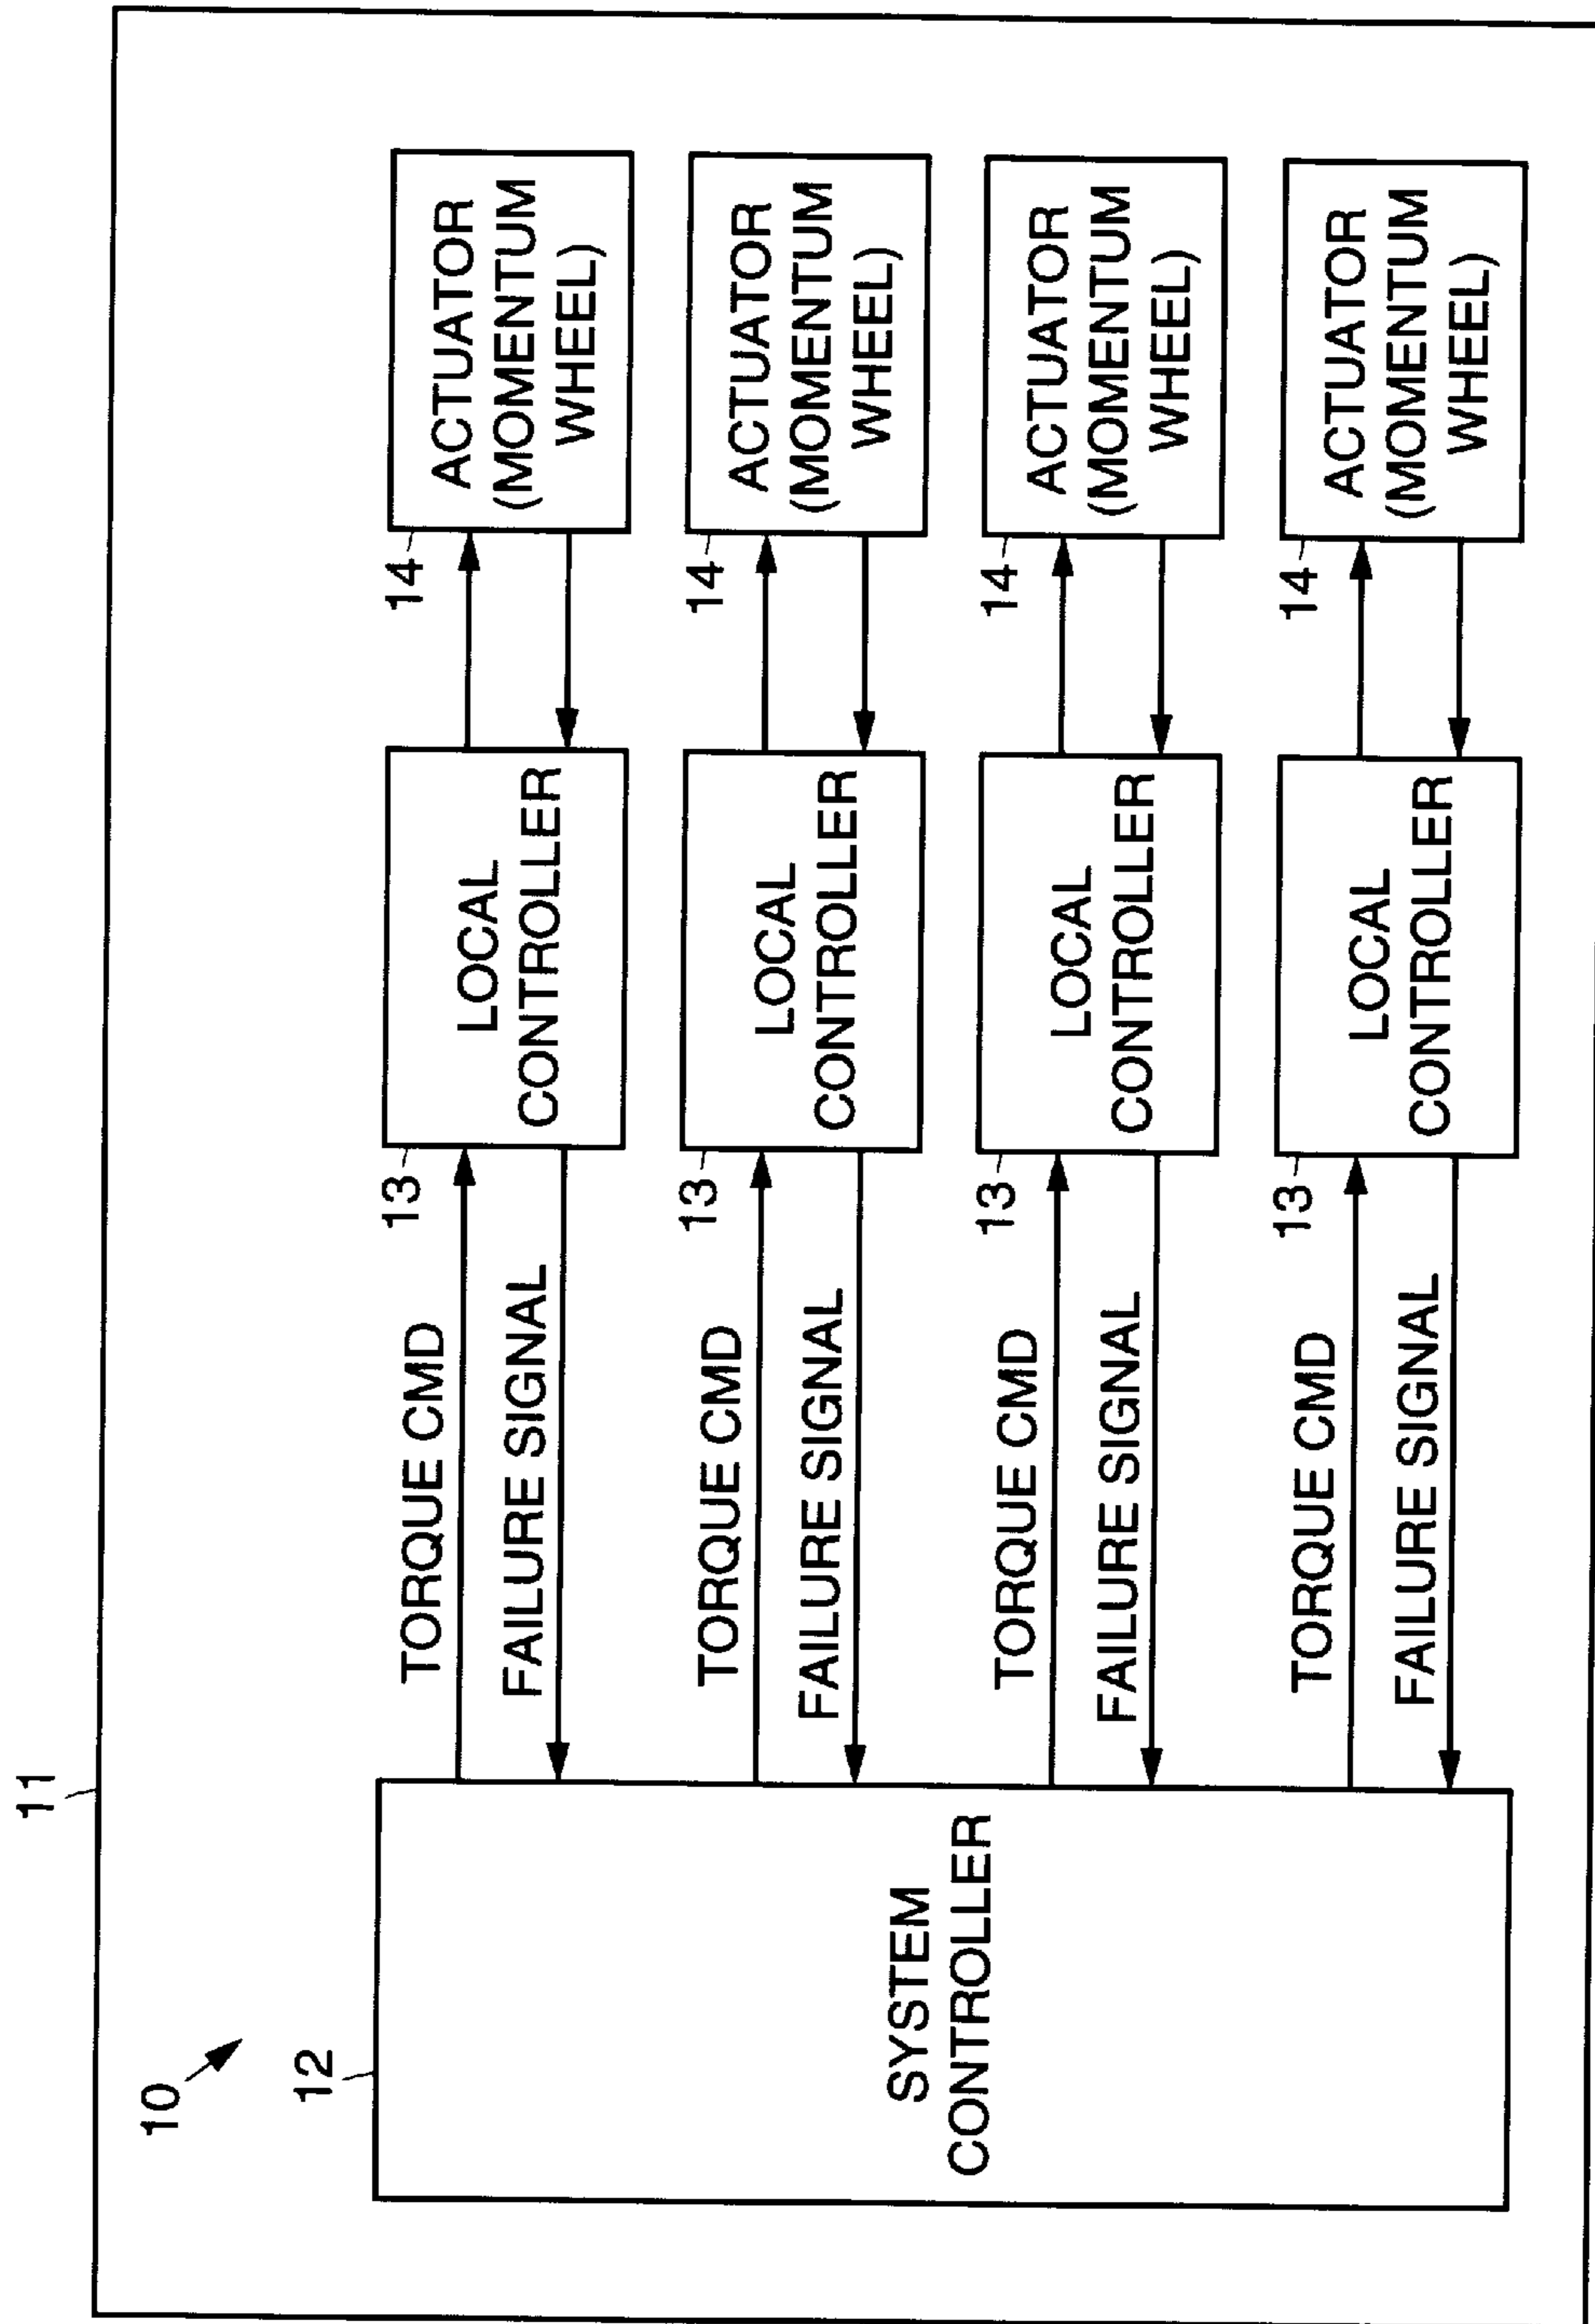 11
10
12
SYSTEM
CONTROLLER
TORQUE CMD
FAILURE SIGNAL
13
LOCAL
CONTROLLER
14
ACTUATOR
(MOMENTUM
WHEEL)
TORQUE CMD
FAILURE SIGNAL
13
LOCAL
CONTROLLER
14
ACTUATOR
(MOMENTUM
WHEEL)
TORQUE CMD
FAILURE SIGNAL
13
LOCAL
CONTROLLER
14
ACTUATOR
(MOMENTUM
WHEEL)
TORQUE CMD
FAILURE SIGNAL
13
LOCAL
CONTROLLER
14
ACTUATOR
(MOMENTUM
WHEEL)